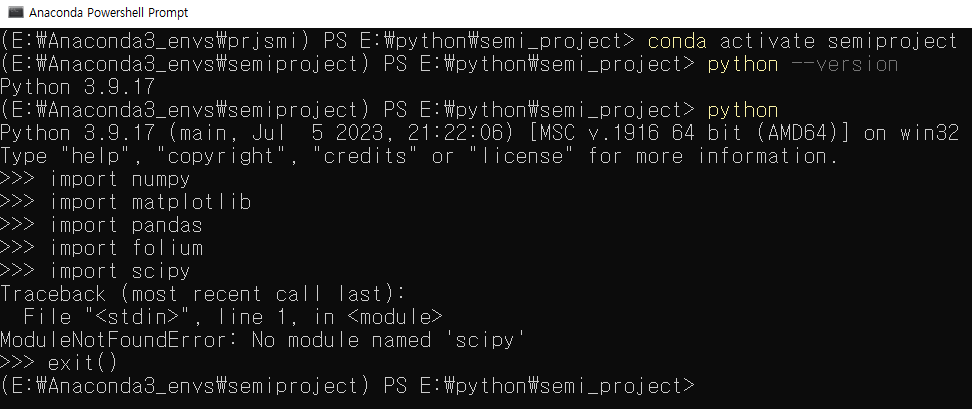 Anaconda Powershell Prompt
(E:₩Anaconda3_envs₩prjsmi) PS E:₩python₩semi_project> conda activate semiproject
(E:₩Anaconda3_envs₩semiproject) PS E:₩python₩semi_project> python --version
Python 3.9.17
(E:₩Anaconda3_envs₩semiproject) PS E:₩python₩semi_project> python
Python 3.9.17 (main, Jul  5 2023, 21:22:06) [MSC v.1916 64 bit (AMD64)] on win32
Type "help", "copyright", "credits" or "license" for more information.
>>> import numpy
>>> import matplotlib
>>> import pandas
>>> import folium
>>> import scipy
Traceback (most recent call last):
  File "<stdin>", line 1, in <module>
ModuleNotFoundError: No module named 'scipy'
>>> exit()
(E:₩Anaconda3_envs₩semiproject) PS E:₩python₩semi_project>